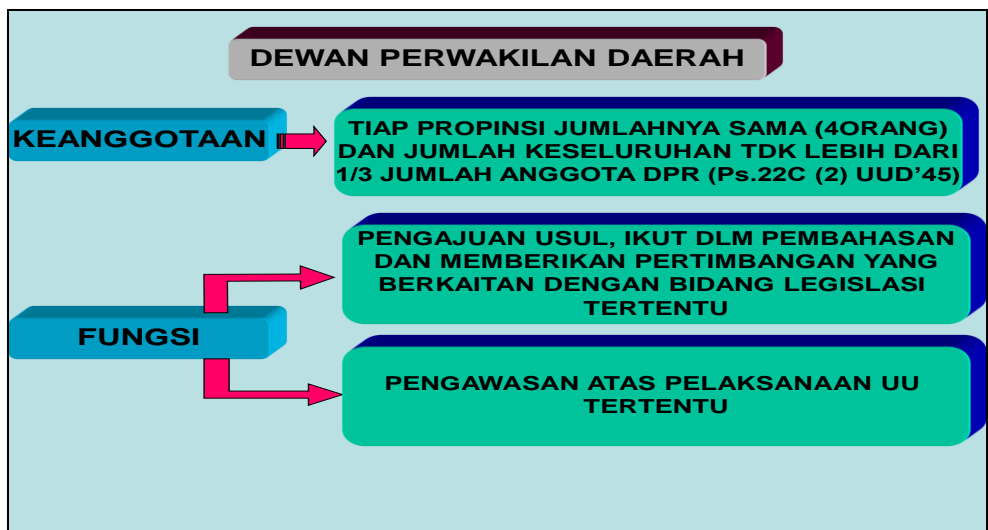 DEWAN PERWAKILAN DAERAH
KEANGGOTAAN
TIAP PROPINSI JUMLAHNYA SAMA (4ORANG)
DAN JUMLAH KESELURUHAN TDK LEBIH DARI
1/3 JUMLAH ANGGOTA DPR (Ps.22C (2) UUD’45)
FUNGSI
PENGAJUAN USUL, IKUT DLM PEMBAHASAN
DAN MEMBERIKAN PERTIMBANGAN YANG
BERKAITAN DENGAN BIDANG LEGISLASI
TERTENTU
PENGAWASAN ATAS PELAKSANAAN UU
TERTENTU